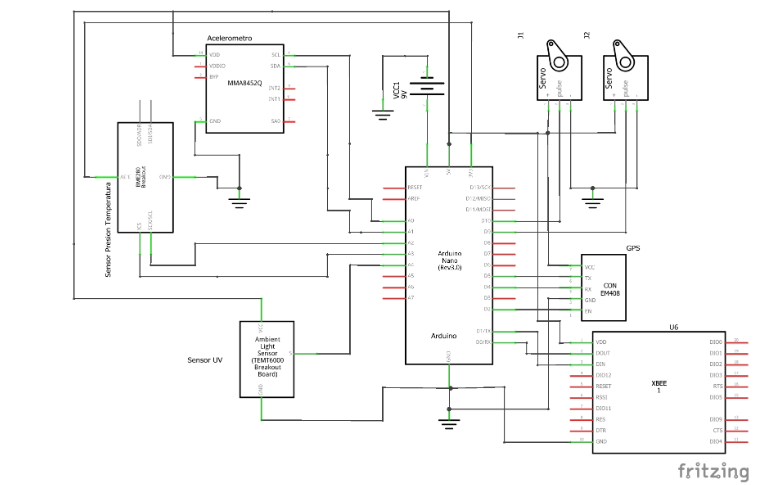 Acelerometro
VDD
VDDIO
BYP
GND
SCL
SDA
INT2
INT1
SA0
MMA8452Q
VCC1
9V
J1
J2
Servo
pulse
Servo
pulse
Sensor Presion Temperatura
BME280
Breakout
VCC
GND
SCK/SCL
RESET
AREF
A0
A1
A2
A3
A4
A5
A6
A7
VIN
5V
3V3
D13/SCK
D12/MISO
D11/MOSI
D10
D9
D8
D7
D6
D5
D4
D3
D2
D1/TX
D0/RX
GND
Arduino
Nano
(Rev3.0)
Arduino
GPS
VCC
TX
RX
GND
EN
CON
EM408
Sensor UV
VCC
Ambient
Light
Sensor
(TEMT6000
Breakout
Board)
S
GND
U6
VDD
DOUT
DIN
DIO12
RESET
RSSI
DIO11
RES
DTR
GND
XBEE
1
DIO0
DIO1
DIO2
DIO3
RTS
DIO5
DIO9
CTS
DIO4
fritzing